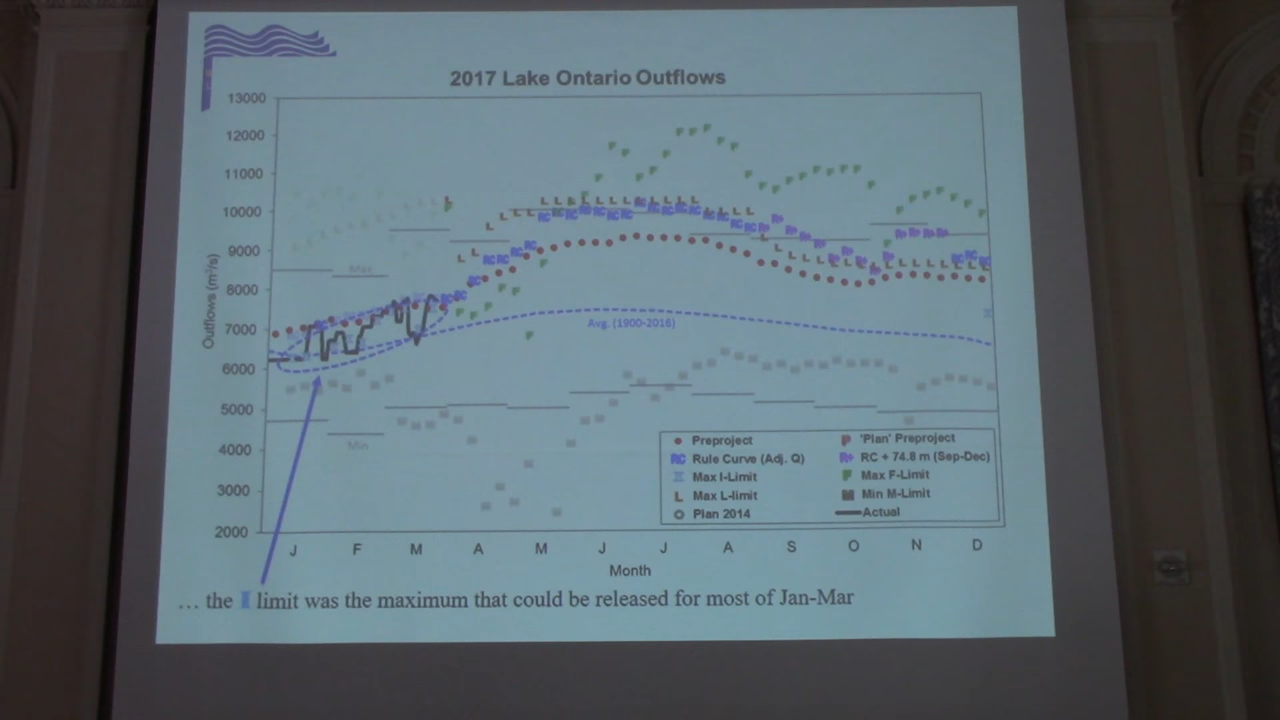 2017 Lake Ontario Outflows
13000
12000
11000
10000
9000
8000
7000
6000
5000
4000
3000
2000
Outflows (m³/s)
Max
Avg. (1900-2016)
Min
Preproject
'Plan' Preproject
RC Rule Curve (Adj. Q)
R+ RC + 74.8 m (Sep-Dec)
I Max I-Limit
F Max F-Limit
L Max L-limit
M Min M-Limit
Plan 2014
Actual
J F M A M J J A S O N D
Month
... the I limit was the maximum that could be released for most of Jan-Mar